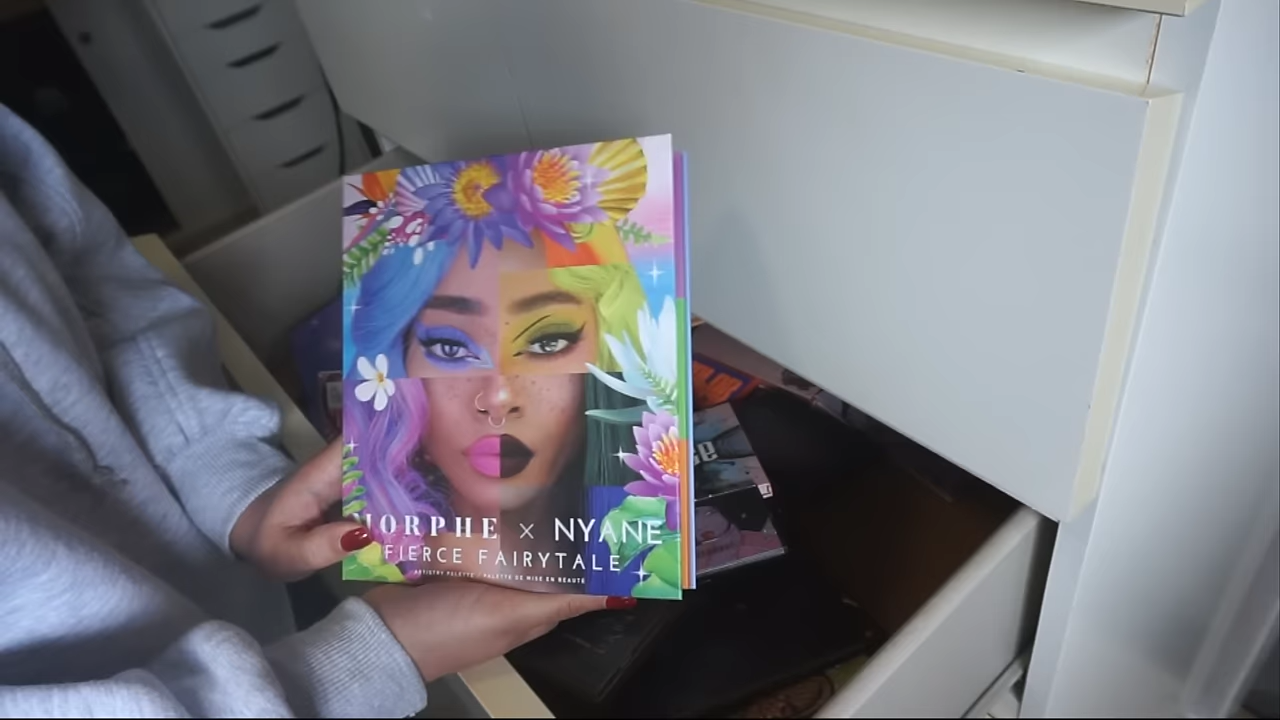 MORPHE × NYANE
FIERCE FAIRYTALE
ARTISTRY PALETTE / PALETTE DE MISE EN BEAUTÉ